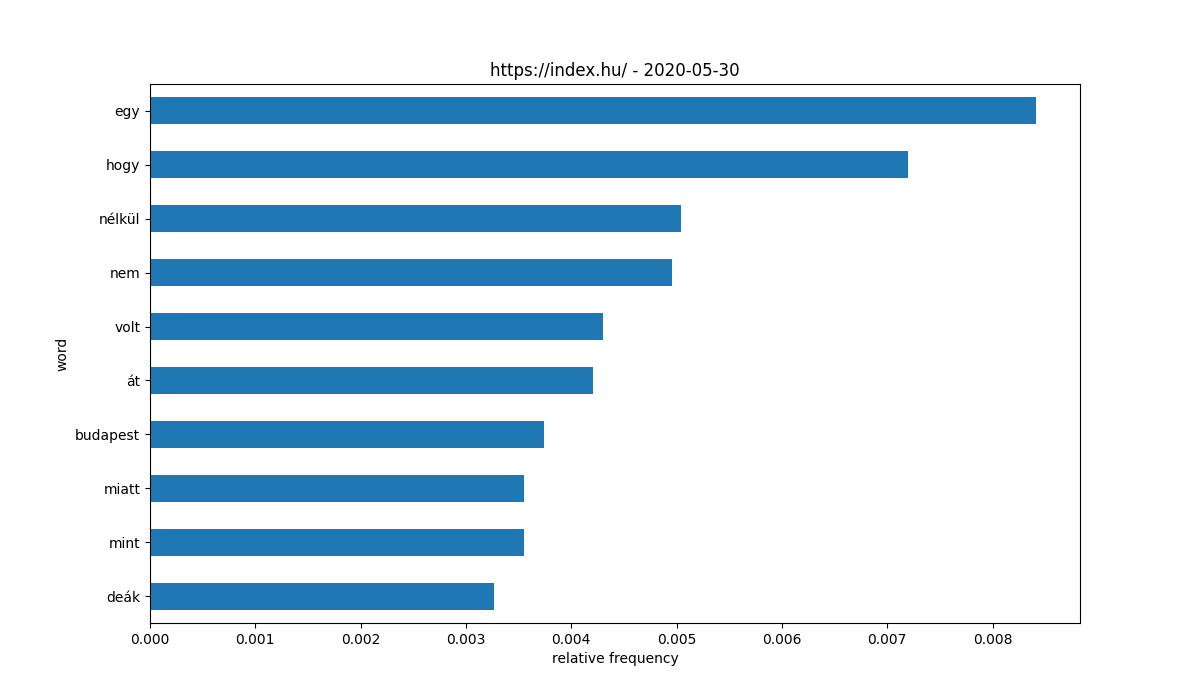 https://index.hu/ - 2020-05-30
word
egy
hogy
nélkül
nem
volt
át
budapest
miatt
mint
deák
0.000 0.001 0.002 0.003 0.004 0.005 0.006 0.007 0.008
relative frequency